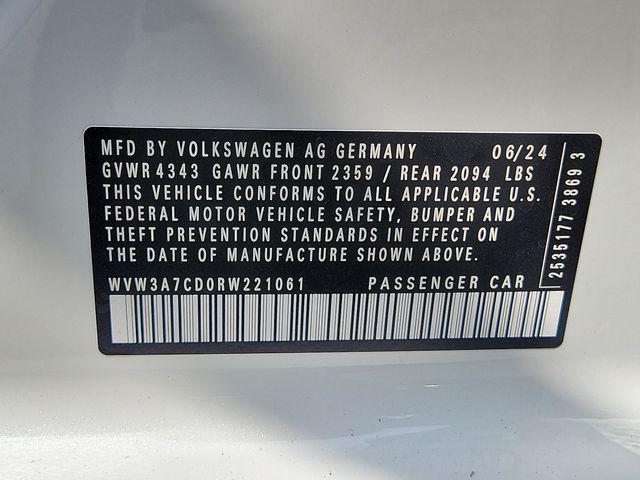 MFD BY VOLKSWAGEN AG GERMANY 06/24
GVWR 4343 GAWR FRONT 2359 / REAR 2094 LBS
THIS VEHICLE CONFORMS TO ALL APPLICABLE U.S.
FEDERAL MOTOR VEHICLE SAFETY, BUMPER AND
THEFT PREVENTION STANDARDS IN EFFECT ON
THE DATE OF MANUFACTURE SHOWN ABOVE.
WVW3A7CD0RW221061 PASSENGER CAR
2535177 3869 3